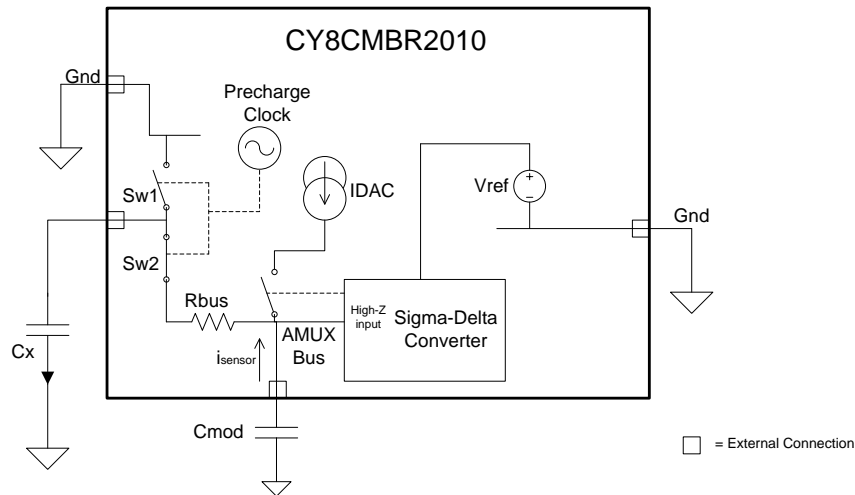 CY8CMBR2010
Gnd
Precharge
Clock
IDAC
Vref
+
−
Sw1
Gnd
Sw2
Rbus
High-Z
input
Sigma-Delta
Converter
AMUX
Bus
isensor
Cx
Cmod
= External Connection